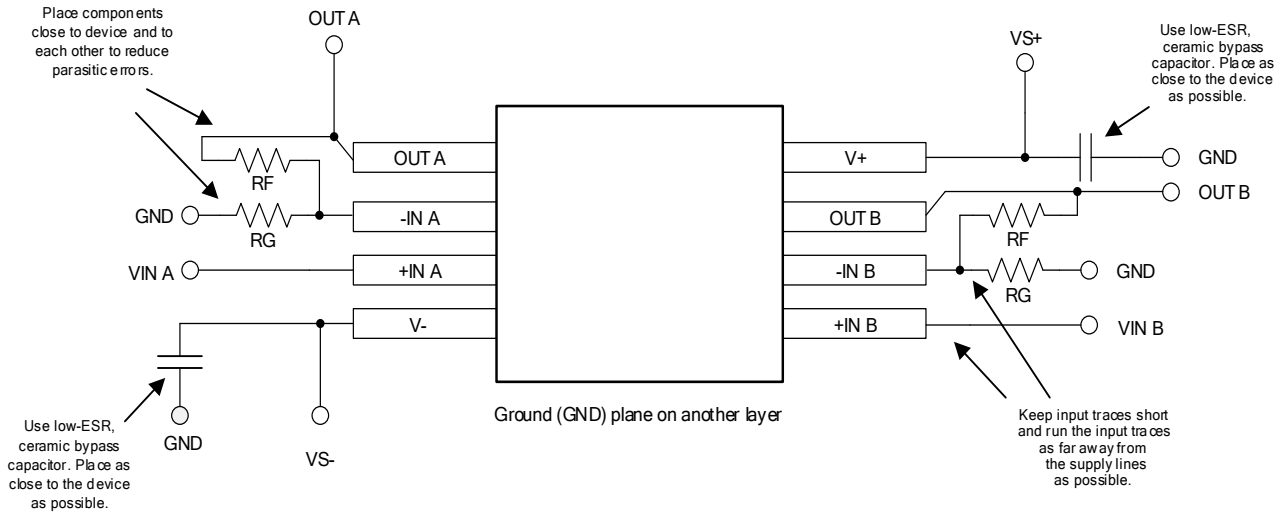 Place components
close to device and to
each other to reduce
parasitic errors.
OUT A
VS+
Use low-ESR,
ceramic bypass
capacitor. Place as
close to the device
as possible.
OUT A
V+
GND
RF
OUT B
GND
RG
-IN A
OUT B
RF
VIN A
+IN A
-IN B
RG
GND
V-
+IN B
VIN B
Use low-ESR,
ceramic bypass
capacitor. Place as
close to the device
as possible.
GND
VS-
Ground (GND) plane on another layer
Keep input traces short
and run the input traces
as far away from
the supply lines
as possible.